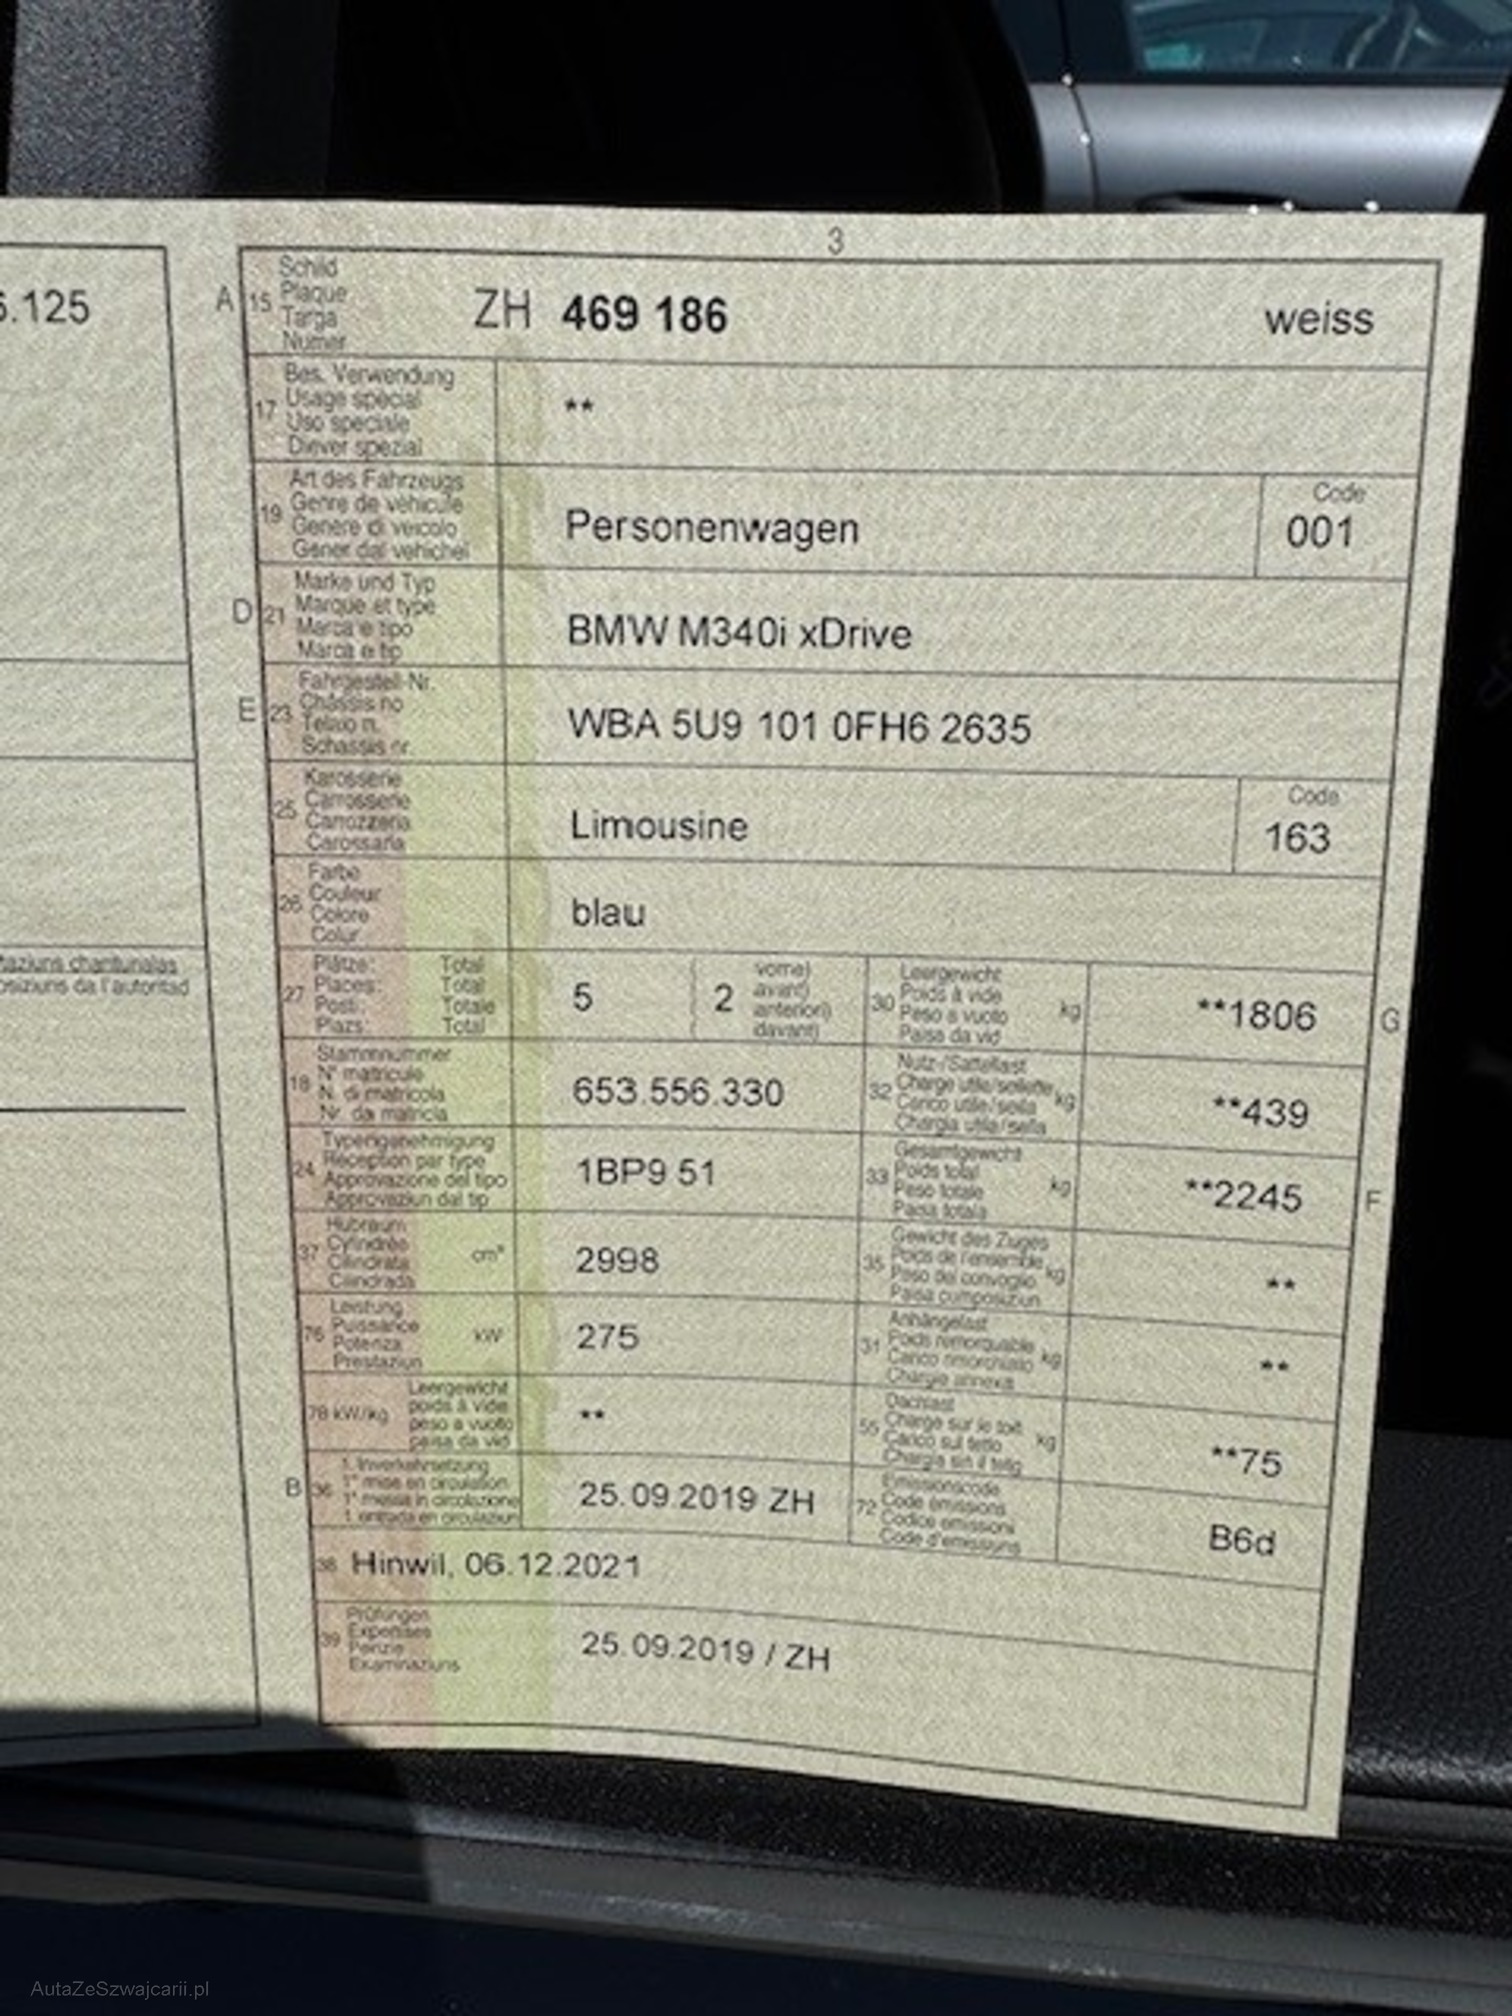 3
6.125
A 15 Schild
Plaque
Targa
Numer
ZH 469 186 weiss
17 Bes. Verwendung
Usage spécial
Uso speciale
Diever spezial
**
19 Art des Fahrzeugs
Genre de véhicule
Genere di veicolo
Gener dal vehichel
Personenwagen
Code
001
D 21 Marke und Typ
Marque et type
Marca e tipo
Marca e tip
BMW M340i xDrive
E 23 Fahrgestell-Nr.
Châssis no
Telaio n.
Schassis nr.
WBA 5U9 101 0FH6 2635
25 Karosserie
Carrosserie
Carrozzeria
Carossaria
Limousine
Code
163
26 Farbe
Couleur
Colore
Colur
blau
taziuns chantunalas
osiziuns da l'autoritad
27 Plätze: Total
Places: Total
Posti: Totale
Plazs: Total
5
( 2 vorne)
avant)
( anteriori)
( davant)
30 Leergewicht
Poids à vide
Peso a vuoto
Paisa da vid
kg
**1806 G
18 Stammnummer
N° matricule
N. di matricola
Nr. da matricla
653.556.330
32 Nutz-/Sattellast
Charge utile/sellette
Carico utile/sella
Chargia utila/sella
kg
**439
24 Typengenehmigung
Réception par type
Approvazione del tipo
Approvaziun dal tip
1BP9 51
33 Gesamtgewicht
Poids total
Peso totale
Paisa totala
kg
**2245 F
37 Hubraum
Cylindrée
Cilindrata
Cilindrada
cm³
2998
35 Gewicht des Zuges
Poids de l'ensemble
Peso del convoglio
Paisa cumposiziun
kg
**
76 Leistung
Puissance
Potenza
Prestaziun
kW
275
31 Anhängelast
Poids remorquable
Carico rimorchiato
Chargia annexa
kg
**
78 kW/kg Leergewicht
poids à vide
peso a vuoto
paisa da vid
**
55 Dachlast
Charge sur le toit
Carico sul tetto
Chargia sin il tetg
kg
**75
B 36 1. Inverkehrsetzung
1re mise en circulation
1a messa in circolazione
1. entrada en circulaziun
25.09.2019 ZH
72 Emissionscode
Code émissions
Codice emissioni
Code d'emissiuns
B6d
38 Hinwil, 06.12.2021
39 Prüfungen
Expertises
Perizie
Examinaziuns
25.09.2019 / ZH
AutaZeSzwajcarii.pl